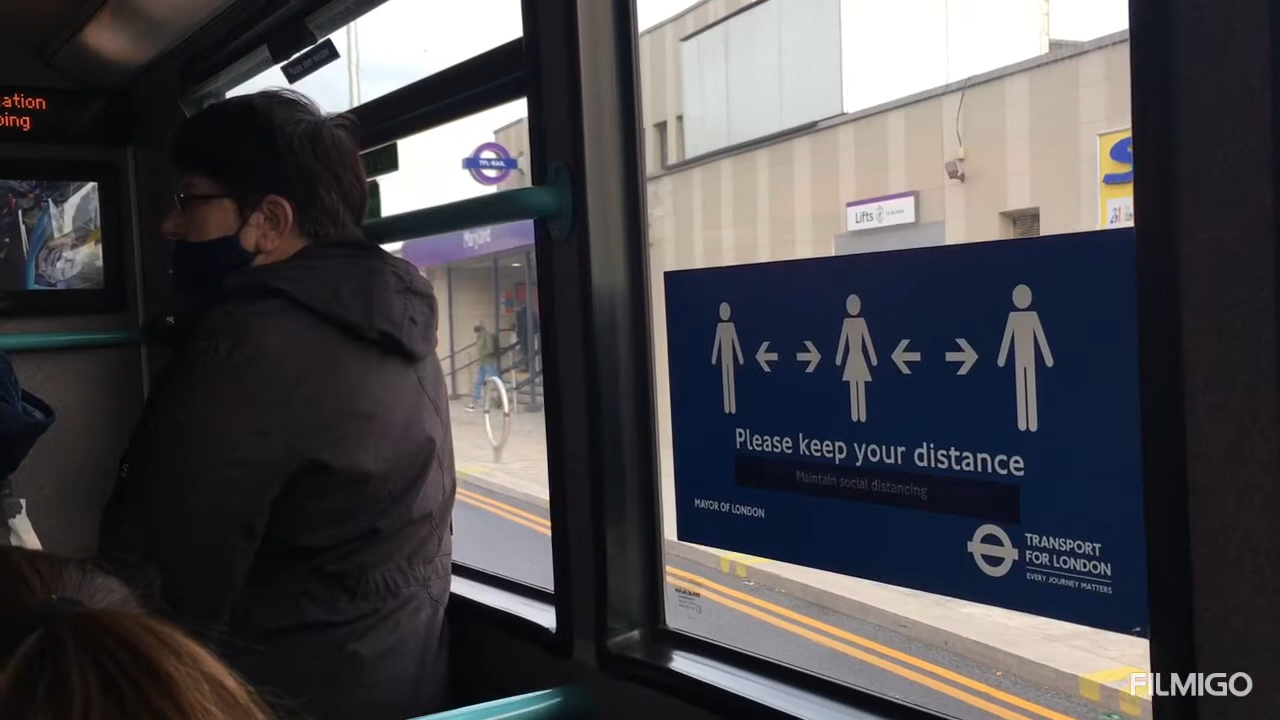 ation
ping
TFL-RAIL
Maryland
Lifts
S
Please keep your distance
Maintain social distancing
MAYOR OF LONDON
TRANSPORT
FOR LONDON
EVERY JOURNEY MATTERS
FILMIGO